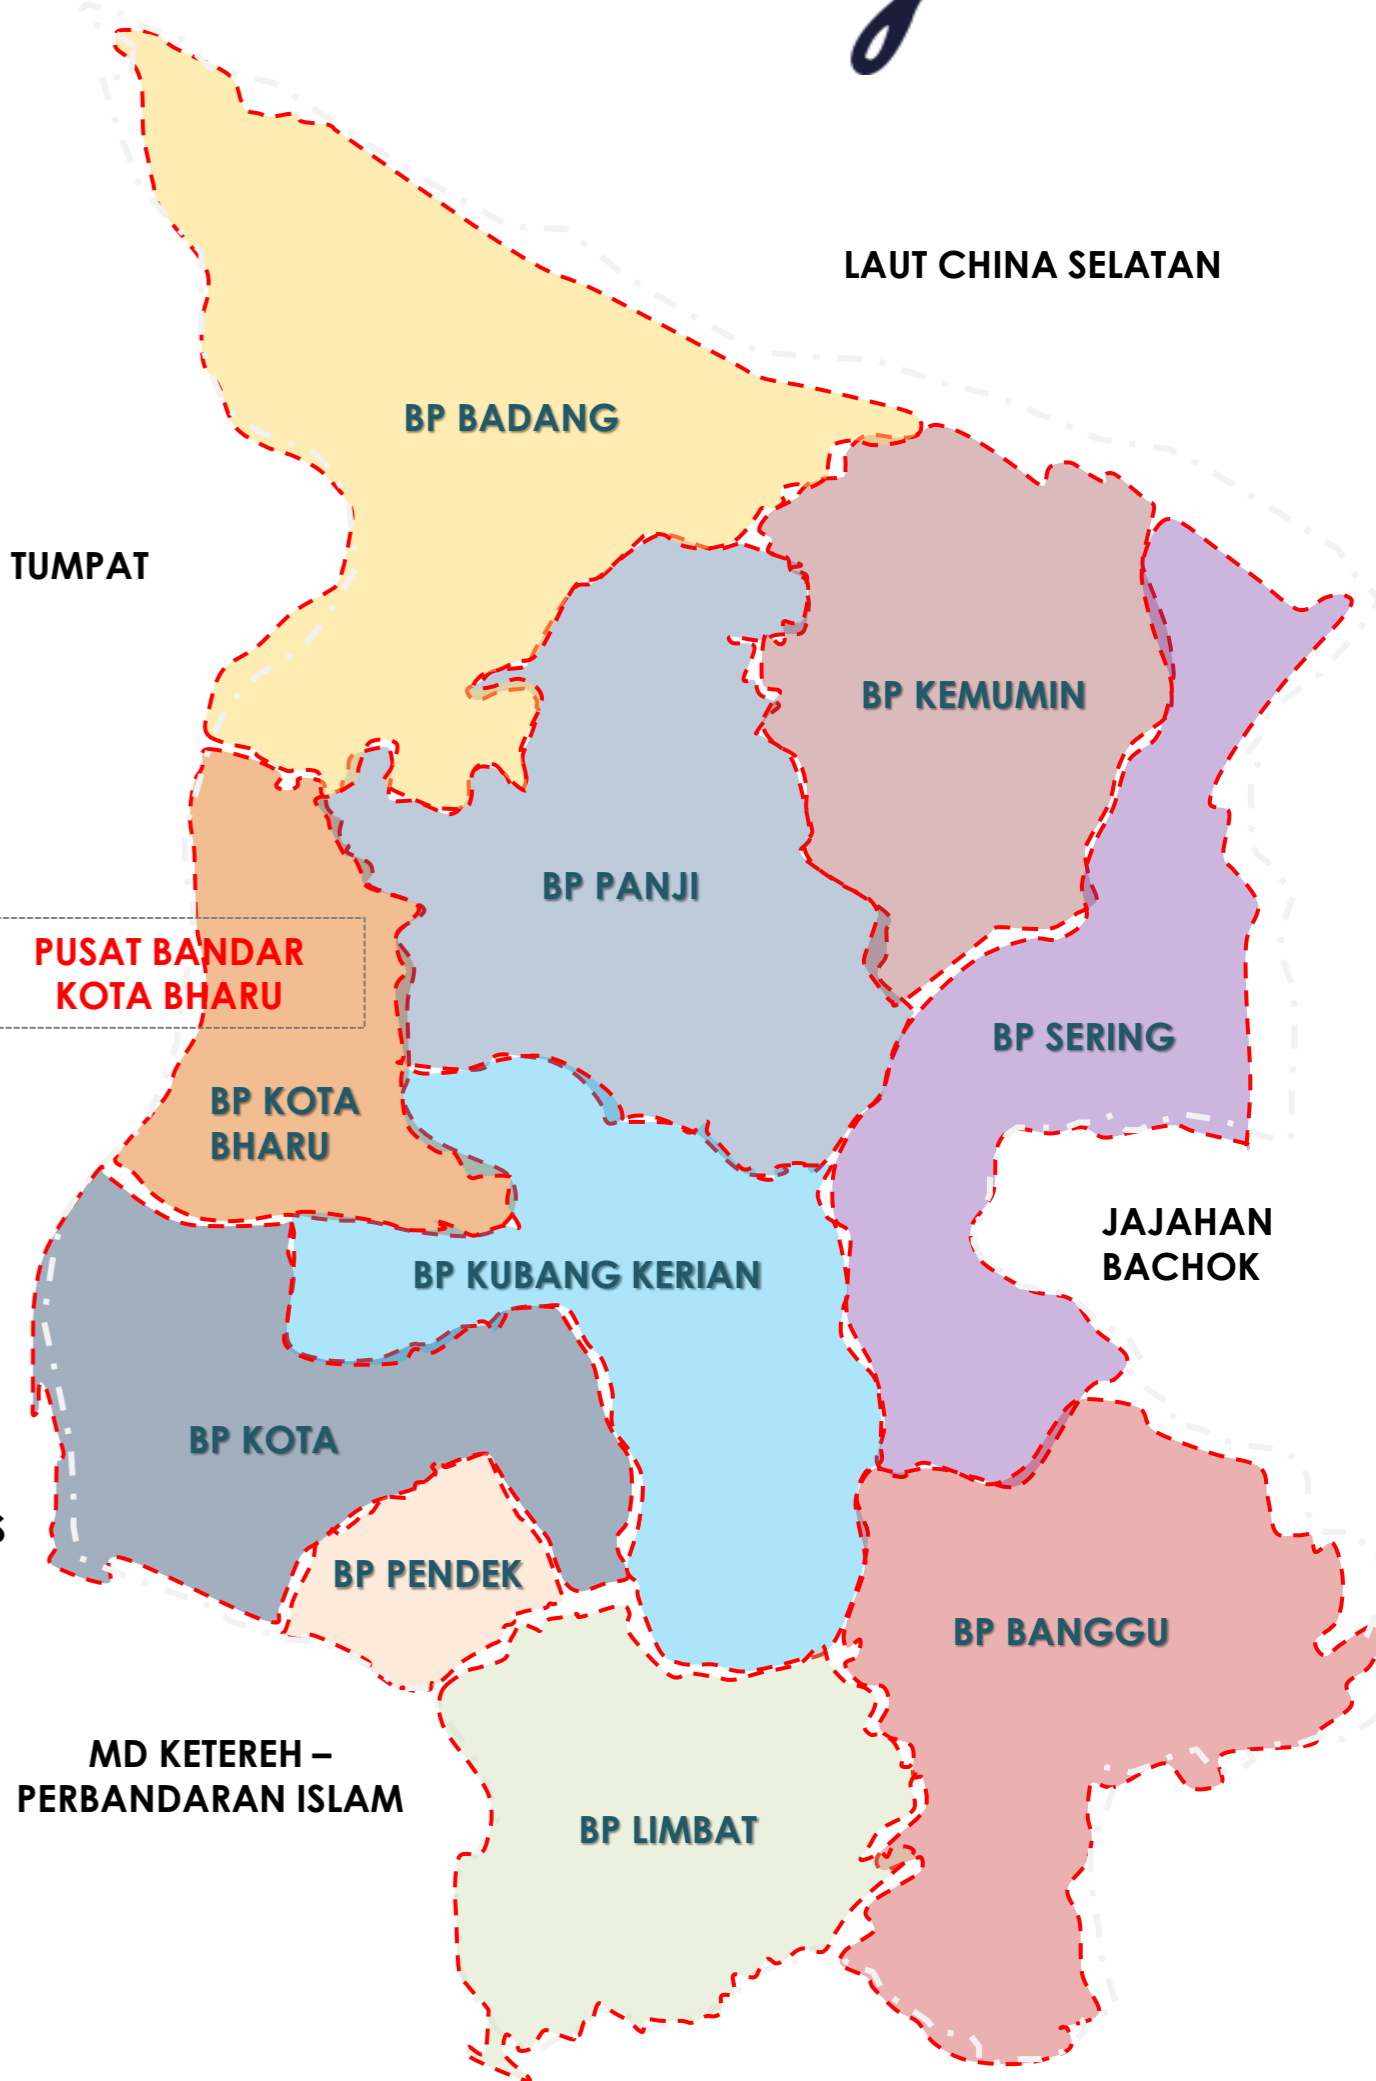 LAUT CHINA SELATAN
BP BADANG
TUMPAT
BP KEMUMIN
BP PANJI
PUSAT BANDAR
KOTA BHARU
BP SERING
BP KOTA
BHARU
JAJAHAN
BACHOK
BP KUBANG KERIAN
BP KOTA
BP PENDEK
BP BANGGU
MD KETEREH –
PERBANDARAN ISLAM
BP LIMBAT